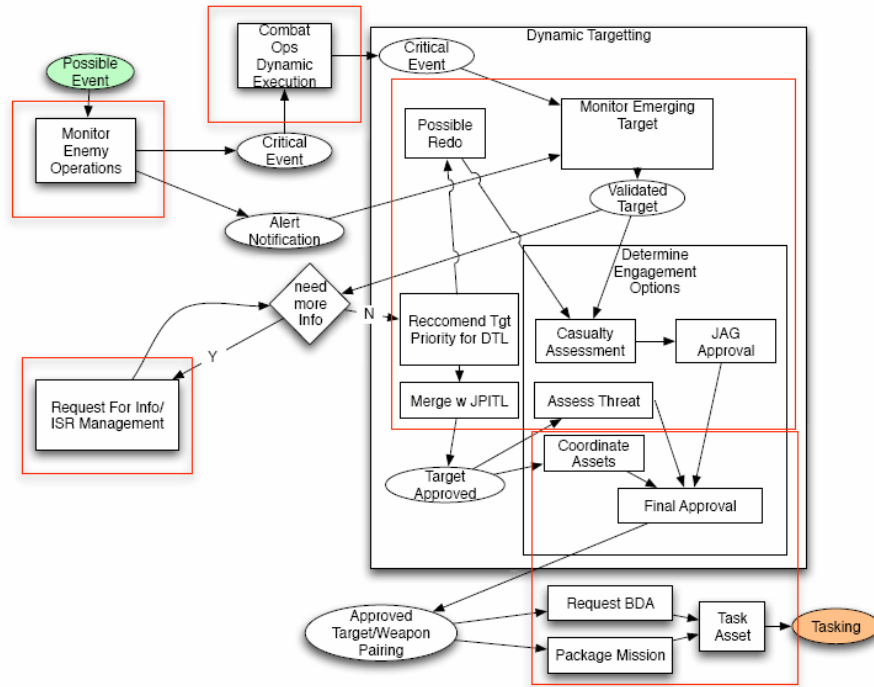 Dynamic Targetting
Combat
Ops
Dynamic
Execution
Critical
Event
Possible
Event
Monitor Emerging
Target
Possible
Redo
Monitor
Enemy
Operations
Critical
Event
Validated
Target
Alert
Notification
Determine
Engagement
Options
need
more
Info
N
Reccomend Tgt
Priority for DTL
Casualty
Assessment
JAG
Approval
Y
Request For Info/
ISR Management
Merge w JPITL
Assess Threat
Coordinate
Assets
Target
Approved
Final Approval
Approved
Target/Weapon
Pairing
Request BDA
Task
Asset
Tasking
Package Mission